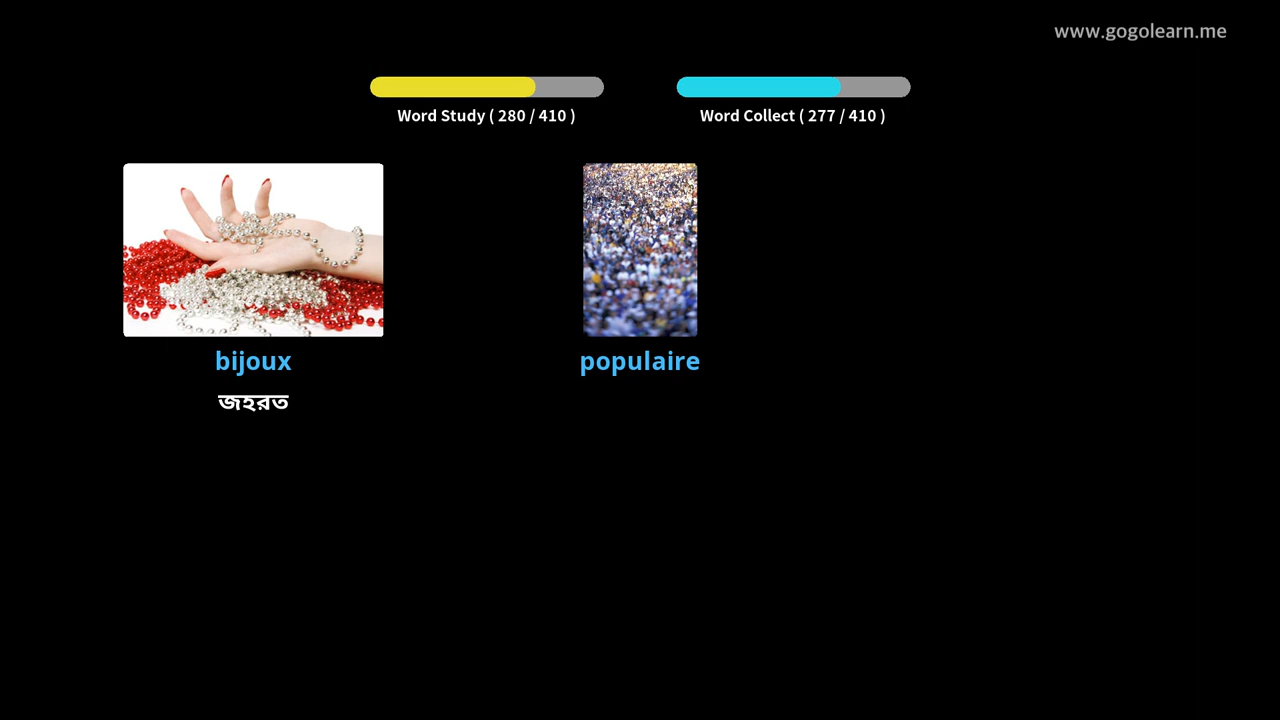 www.gogolearn.me
Word Study ( 280 / 410 )
Word Collect ( 277 / 410 )
bijoux
populaire
জহরত